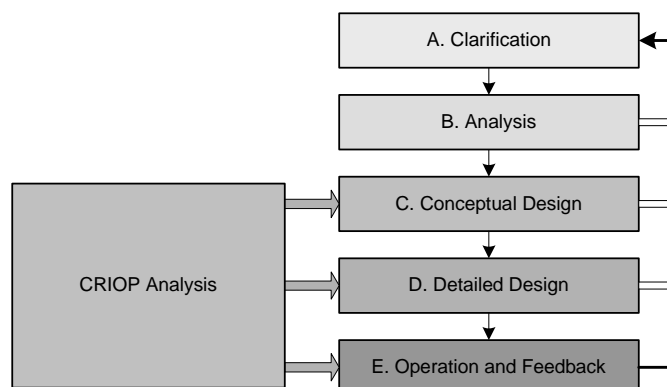 A. Clarification
B. Analysis
C. Conceptual Design
CRIOP Analysis
D. Detailed Design
E. Operation and Feedback